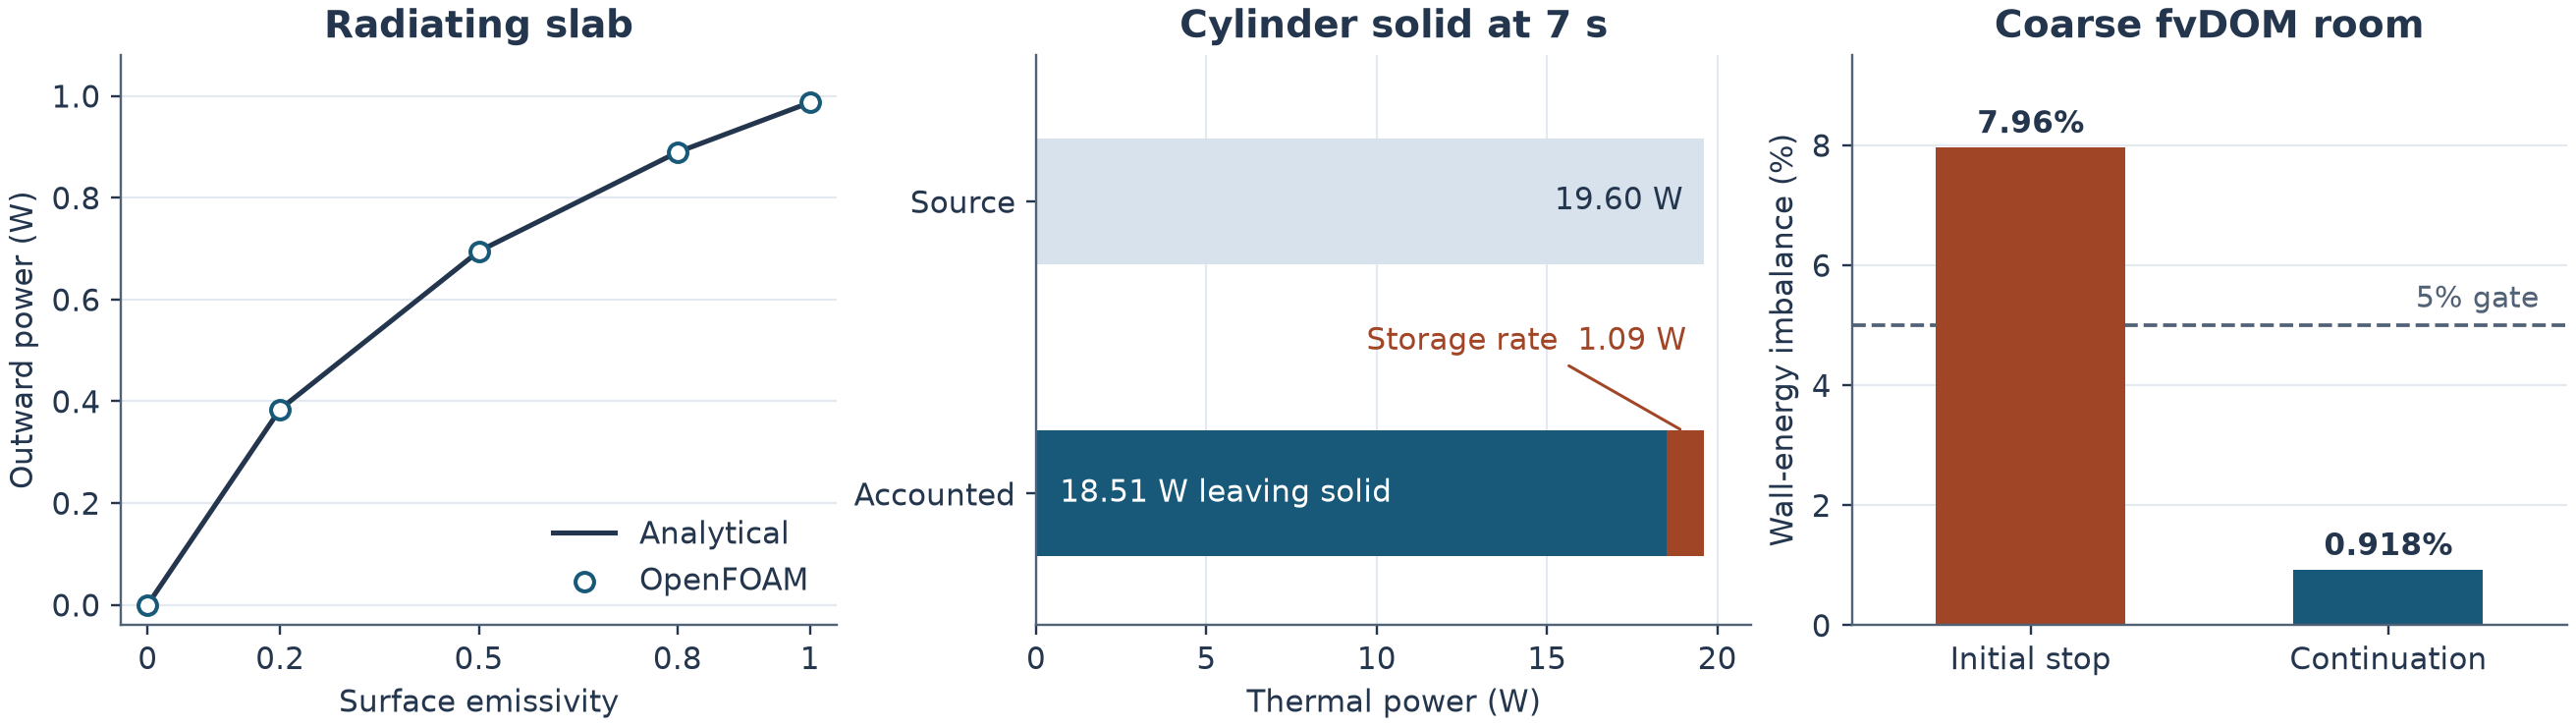 Radiating slab
Outward power (W)
1.0
0.8
0.6
0.4
0.2
0.0
Analytical
OpenFOAM
0 0.2 0.5 0.8 1
Surface emissivity
Cylinder solid at 7 s
Source
19.60 W
Storage rate 1.09 W
Accounted
18.51 W leaving solid
0 5 10 15 20
Thermal power (W)
Coarse fvDOM room
Wall-energy imbalance (%)
8
6
4
2
0
7.96%
5% gate
0.918%
Initial stop Continuation